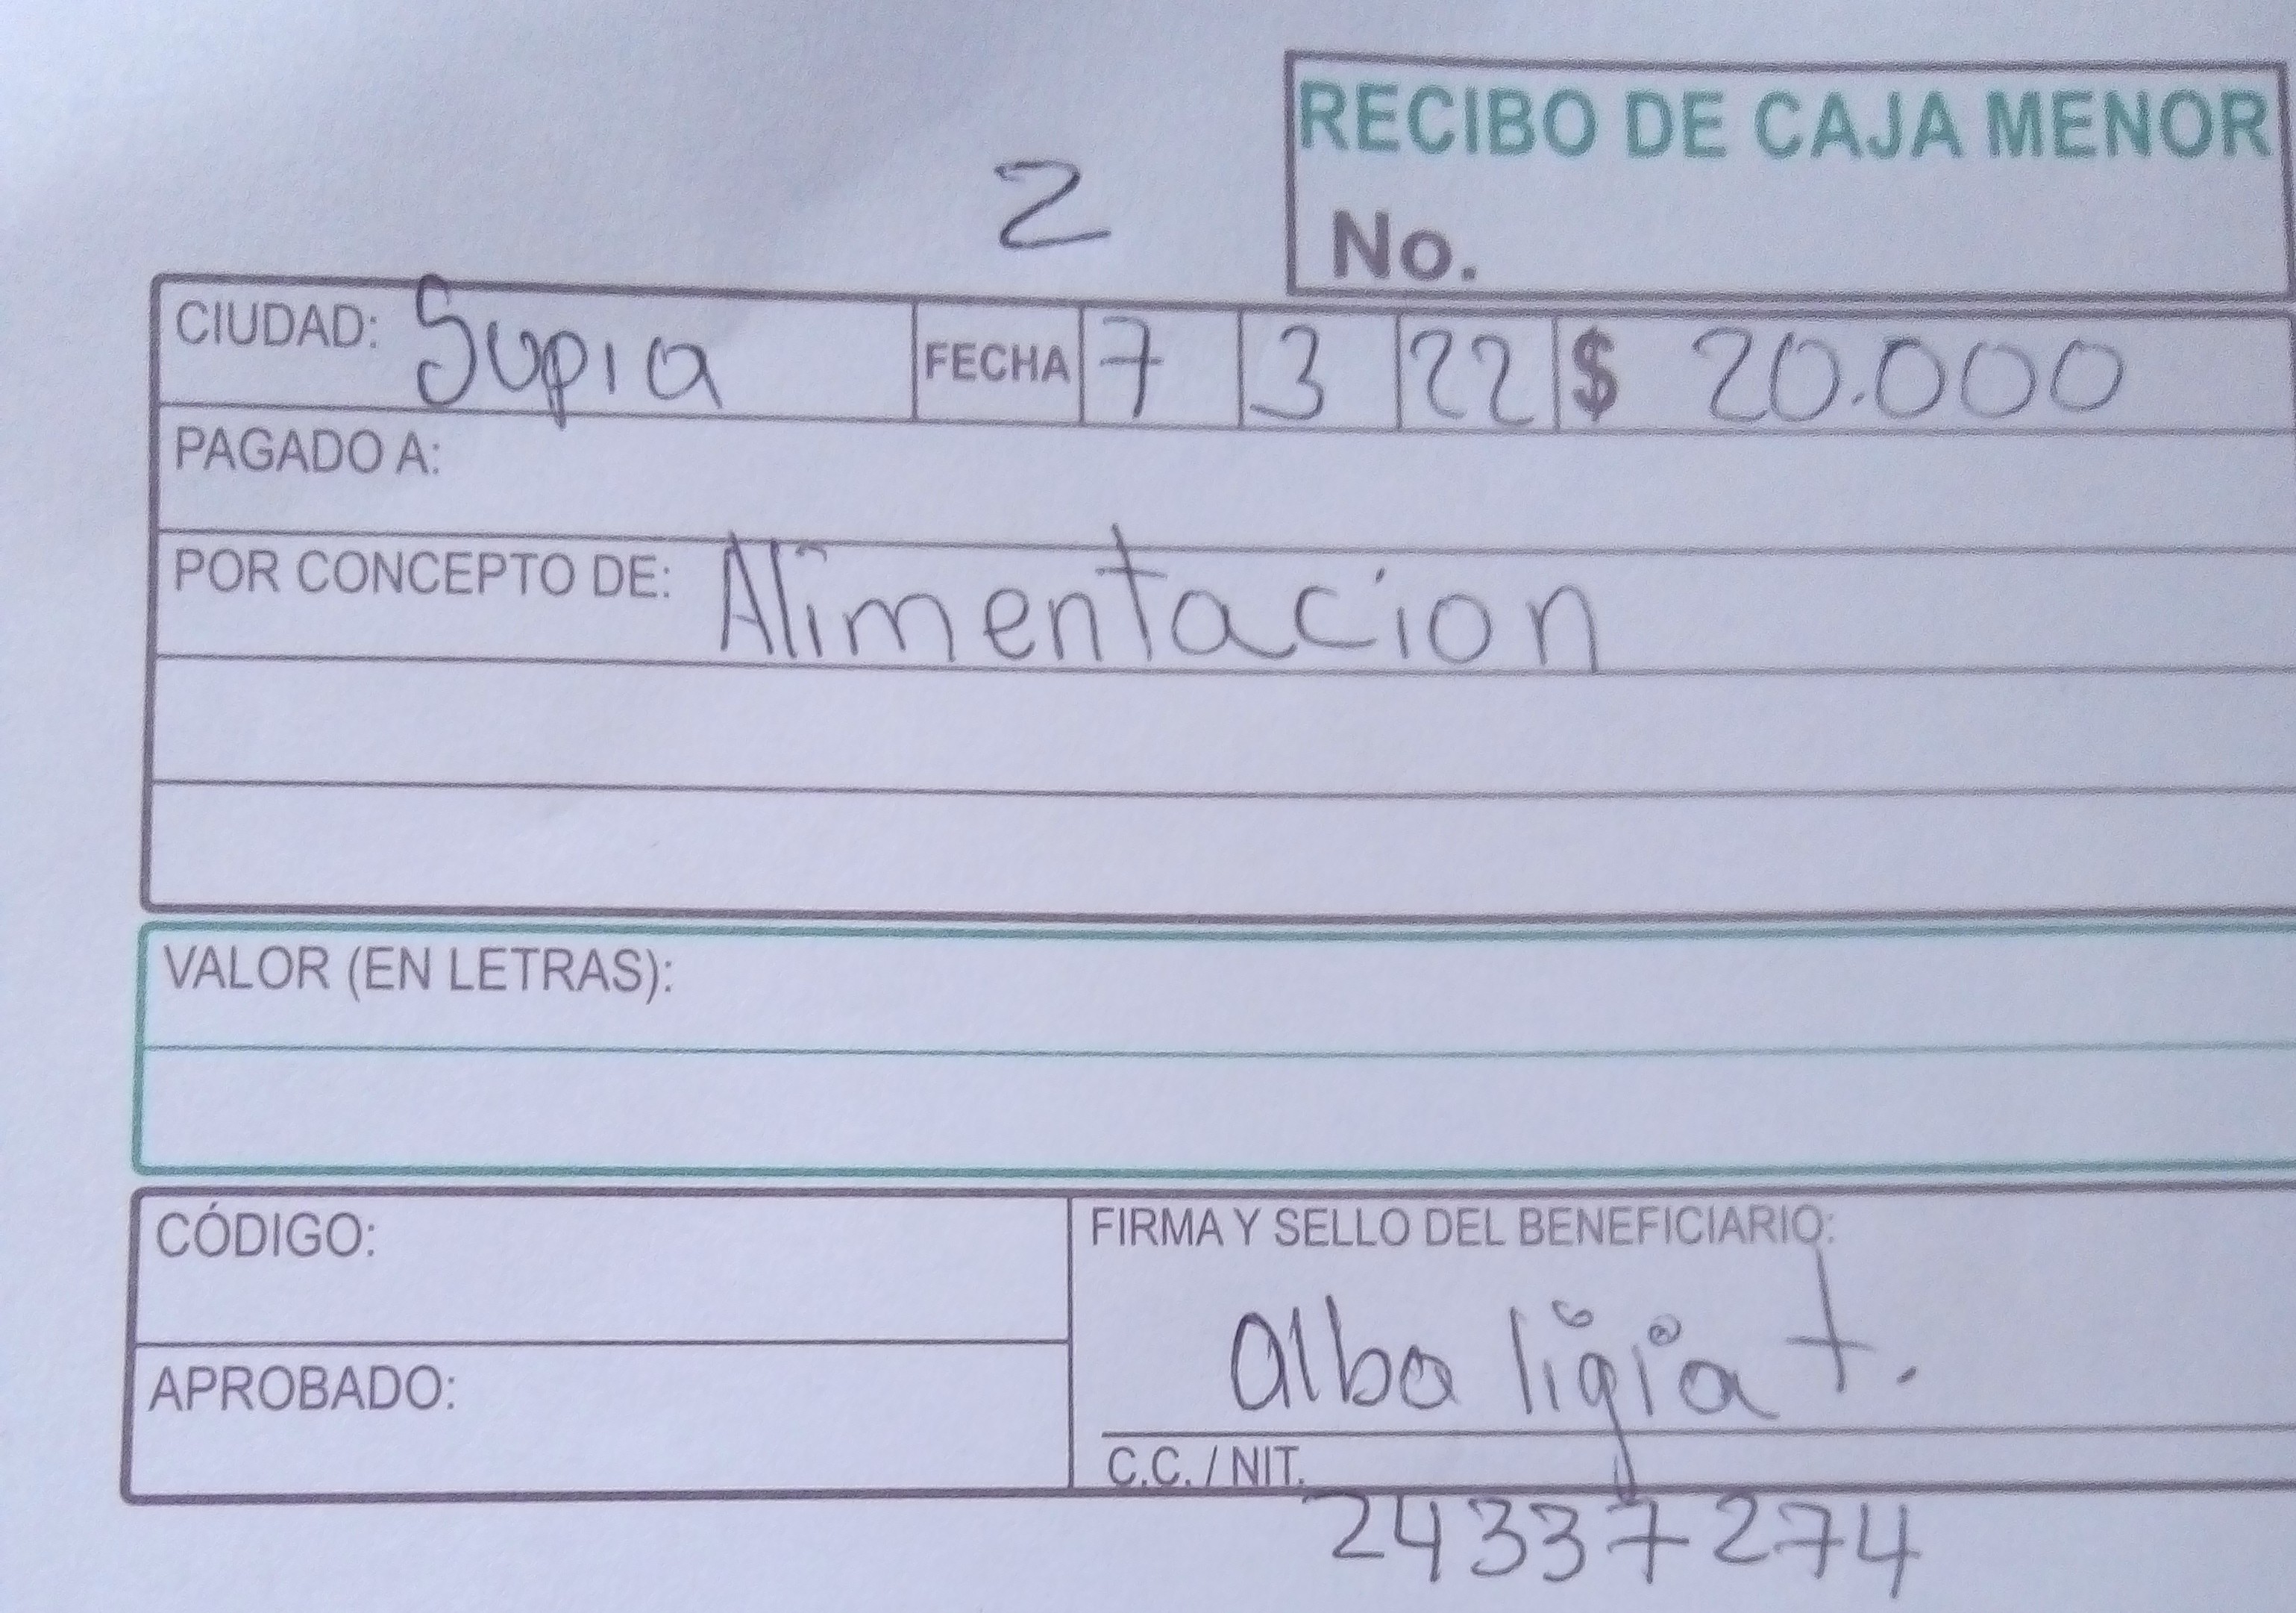 RECIBO DE CAJA MENOR
2
No.
CIUDAD: Supia FECHA 7 3 22 $ 20.000
PAGADO A:
POR CONCEPTO DE: Alimentacion
VALOR (EN LETRAS):
CÓDIGO:
FIRMA Y SELLO DEL BENEFICIARIO:
alba ligia t.
APROBADO:
C.C. / NIT.
24337274